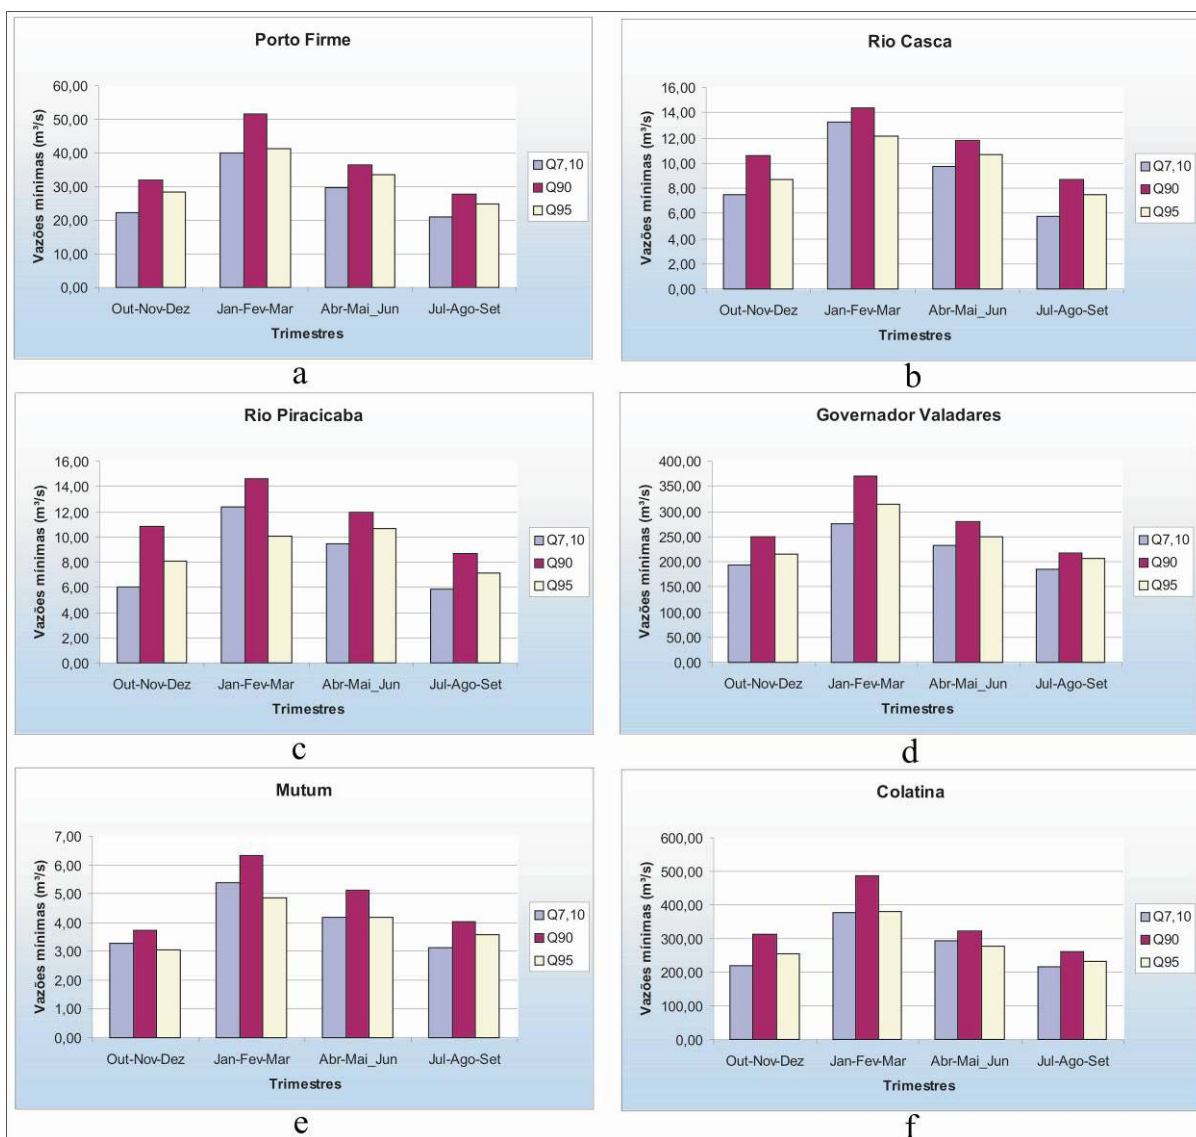 Porto Firme
Vazões mínimas (m³/s)
60,00
50,00
40,00
30,00
20,00
10,00
0,00
Out-Nov-Dez Jan-Fev-Mar Abr-Mai_Jun Jul-Ago-Set
Trimestres
Q7,10
Q90
Q95
a
Rio Casca
Vazões mínimas (m³/s)
16,00
14,00
12,00
10,00
8,00
6,00
4,00
2,00
0,00
Out-Nov-Dez Jan-Fev-Mar Abr-Mai_Jun Jul-Ago-Set
Trimestres
Q7,10
Q90
Q95
b
Rio Piracicaba
Vazões mínimas (m³/s)
16,00
14,00
12,00
10,00
8,00
6,00
4,00
2,00
0,00
Out-Nov-Dez Jan-Fev-Mar Abr-Mai_Jun Jul-Ago-Set
Trimestres
Q7,10
Q90
Q95
c
Governador Valadares
Vazões mínimas (m³/s)
400,00
350,00
300,00
250,00
200,00
150,00
100,00
50,00
0,00
Out-Nov-Dez Jan-Fev-Mar Abr-Mai_Jun Jul-Ago-Set
Trimestres
Q7,10
Q90
Q95
d
Mutum
Vazões mínimas (m³/s)
7,00
6,00
5,00
4,00
3,00
2,00
1,00
0,00
Out-Nov-Dez Jan-Fev-Mar Abr-Mai_Jun Jul-Ago-Set
Trimestres
Q7,10
Q90
Q95
e
Colatina
Vazões mínimas (m³/s)
600,00
500,00
400,00
300,00
200,00
100,00
0,00
Out-Nov-Dez Jan-Fev-Mar Abr-Mai_Jun Jul-Ago-Set
Trimestres
Q7,10
Q90
Q95
f